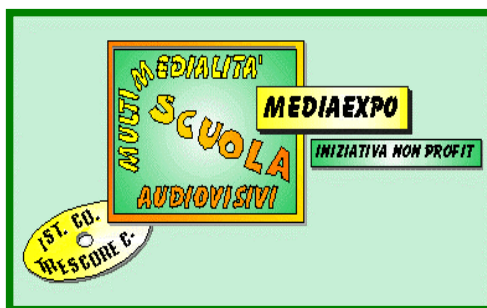 MULTIMEDIALITA'
SCUOLA
AUDIOVISIVI
MEDIAEXPO
INIZIATIVA NON PROFIT
IST. CO.
TRESCORE C-